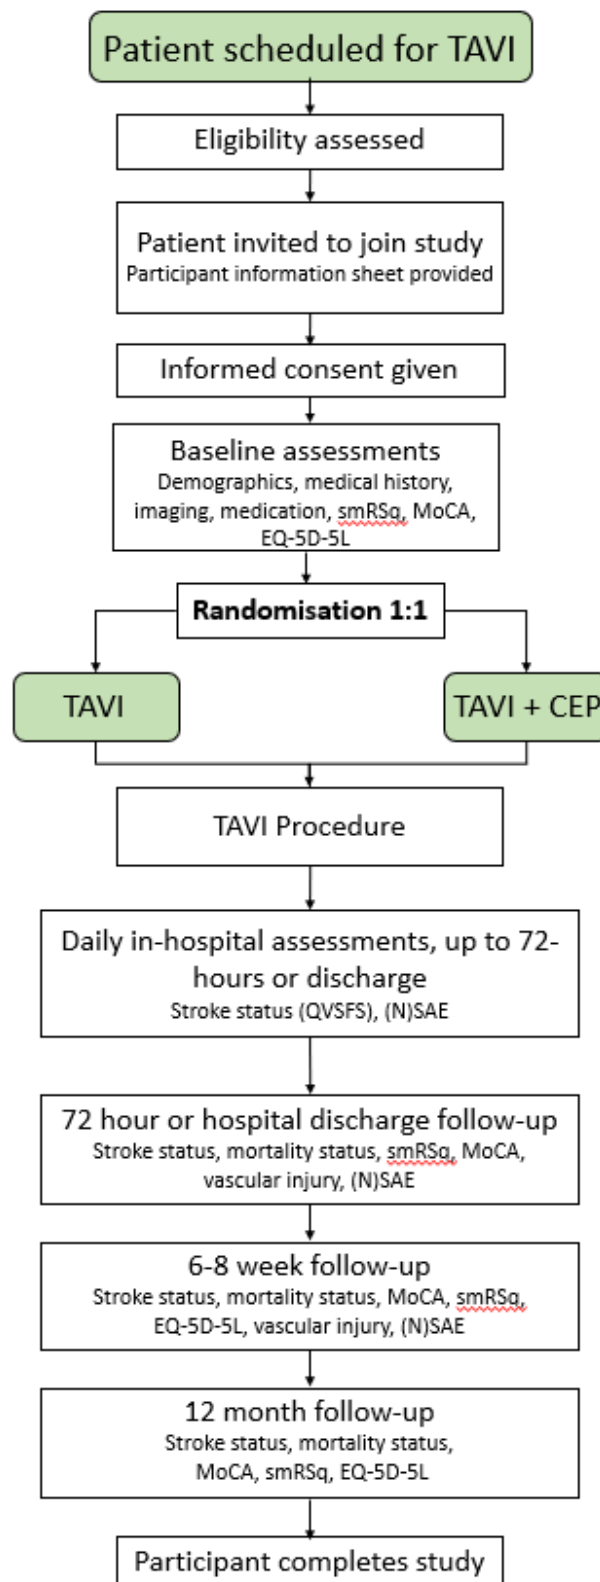 Patient scheduled for TAVI
Eligibility assessed
Patient invited to join study
Participant information sheet provided
Informed consent given
Baseline assessments
Demographics, medical history,
imaging, medication, smRSq, MoCA,
EQ-5D-5L
Randomisation 1:1
TAVI
TAVI + CEP
TAVI Procedure
Daily in-hospital assessments, up to 72-
hours or discharge
Stroke status (QVSFS), (N)SAE
72 hour or hospital discharge follow-up
Stroke status, mortality status, smRSq, MoCA,
vascular injury, (N)SAE
6-8 week follow-up
Stroke status, mortality status, MoCA, smRSq,
EQ-5D-5L, vascular injury, (N)SAE
12 month follow-up
Stroke status, mortality status,
MoCA, smRSq, EQ-5D-5L
Participant completes study